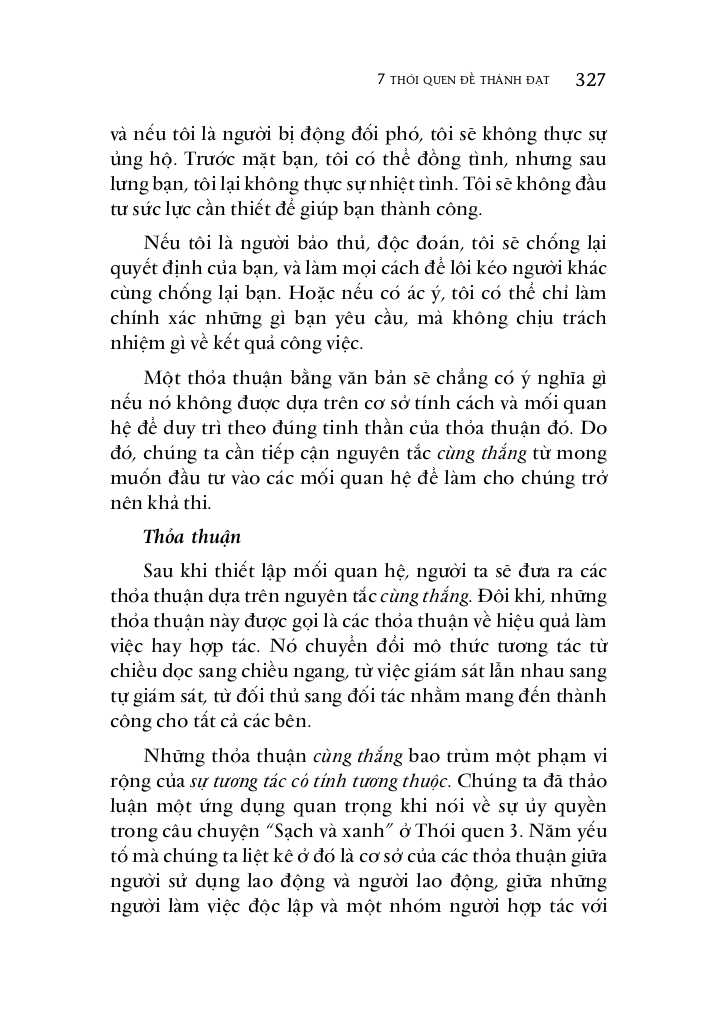 7 THÓI QUEN ĐỂ THÀNH ĐẠT 327
và nếu tôi là người bị động đối phó, tôi sẽ không thực sự
ủng hộ. Trước mặt bạn, tôi có thể đồng tình, nhưng sau
lưng bạn, tôi lại không thực sự nhiệt tình. Tôi sẽ không đầu
tư sức lực cần thiết để giúp bạn thành công.
Nếu tôi là người bảo thủ, độc đoán, tôi sẽ chống lại
quyết định của bạn, và làm mọi cách để lôi kéo người khác
cùng chống lại bạn. Hoặc nếu có ác ý, tôi có thể chỉ làm
chính xác những gì bạn yêu cầu, mà không chịu trách
nhiệm gì về kết quả công việc.
Một thỏa thuận bằng văn bản sẽ chẳng có ý nghĩa gì
nếu nó không được dựa trên cơ sở tính cách và mối quan
hệ để duy trì theo đúng tinh thần của thỏa thuận đó. Do
đó, chúng ta cần tiếp cận nguyên tắc cùng thắng từ mong
muốn đầu tư vào các mối quan hệ để làm cho chúng trở
nên khả thi.
Thỏa thuận
Sau khi thiết lập mối quan hệ, người ta sẽ đưa ra các
thỏa thuận dựa trên nguyên tắc cùng thắng. Đôi khi, những
thỏa thuận này được gọi là các thỏa thuận về hiệu quả làm
việc hay hợp tác. Nó chuyển đổi mô thức tương tác từ
chiều dọc sang chiều ngang, từ việc giám sát lẫn nhau sang
tự giám sát, từ đối thủ sang đối tác nhằm mang đến thành
công cho tất cả các bên.
Những thỏa thuận cùng thắng bao trùm một phạm vi
rộng của sự tương tác có tính tương thuộc. Chúng ta đã thảo
luận một ứng dụng quan trọng khi nói về sự ủy quyền
trong câu chuyện “Sạch và xanh” ở Thói quen 3. Năm yếu
tố mà chúng ta liệt kê ở đó là cơ sở của các thỏa thuận giữa
người sử dụng lao động và người lao động, giữa những
người làm việc độc lập và một nhóm người hợp tác với